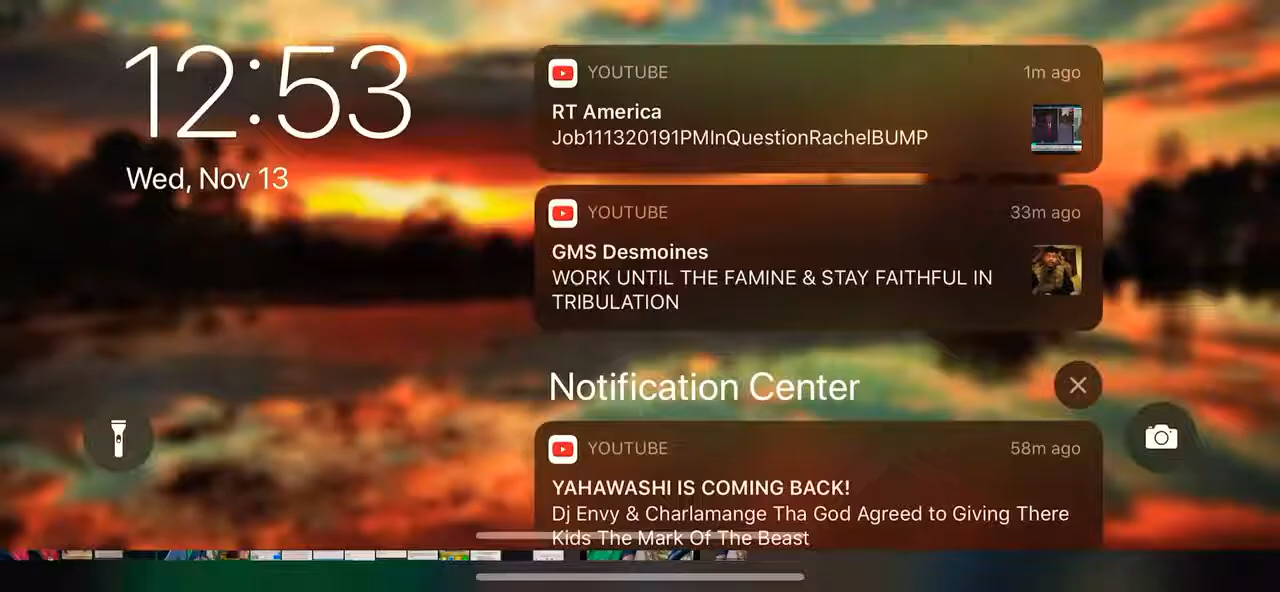 12:53
Wed, Nov 13
YOUTUBE 1m ago
RT America
Job111320191PMInQuestionRachelBUMP
YOUTUBE 33m ago
GMS Desmoines
WORK UNTIL THE FAMINE & STAY FAITHFUL IN
TRIBULATION
Notification Center
YOUTUBE 58m ago
YAHAWASHI IS COMING BACK!
Dj Envy & Charlamange Tha God Agreed to Giving There
Kids The Mark Of The Beast